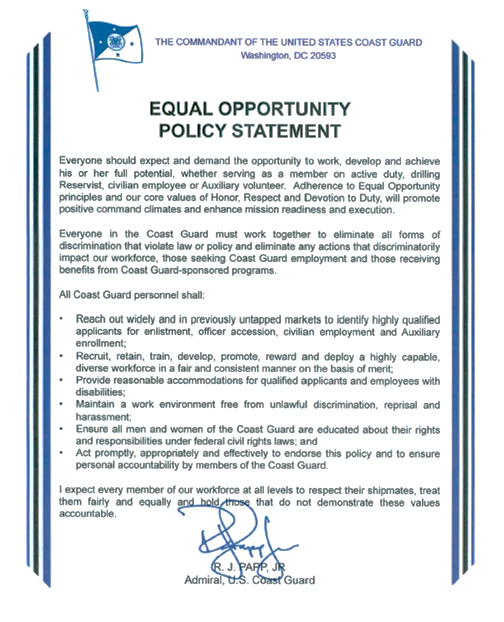 THE COMMANDANT OF THE UNITED STATES COAST GUARD
Washington, DC 20593
EQUAL OPPORTUNITY
POLICY STATEMENT
Everyone should expect and demand the opportunity to work, develop and achieve
his or her full potential, whether serving as a member on active duty, drilling
Reservist, civilian employee or Auxiliary volunteer. Adherence to Equal Opportunity
principles and our core values of Honor, Respect and Devotion to Duty, will promote
positive command climates and enhance mission readiness and execution.
Everyone in the Coast Guard must work together to eliminate all forms of
discrimination that violate law or policy and eliminate any actions that discriminatorily
impact our workforce, those seeking Coast Guard employment and those receiving
benefits from Coast Guard-sponsored programs.
All Coast Guard personnel shall:
• Reach out widely and in previously untapped markets to identify highly qualified
applicants for enlistment, officer accession, civilian employment and Auxiliary
enrollment;
• Recruit, retain, train, develop, promote, reward and deploy a highly capable,
diverse workforce in a fair and consistent manner on the basis of merit;
• Provide reasonable accommodations for qualified applicants and employees with
disabilities;
• Maintain a work environment free from unlawful discrimination, reprisal and
harassment;
• Ensure all men and women of the Coast Guard are educated about their rights
and responsibilities under federal civil rights laws; and
• Act promptly, appropriately and effectively to endorse this policy and to ensure
personal accountability by members of the Coast Guard.
I expect every member of our workforce at all levels to respect their shipmates, treat
them fairly and equally and hold those that do not demonstrate these values
accountable.
R. J. PAPP, JR
Admiral, U.S. Coast Guard